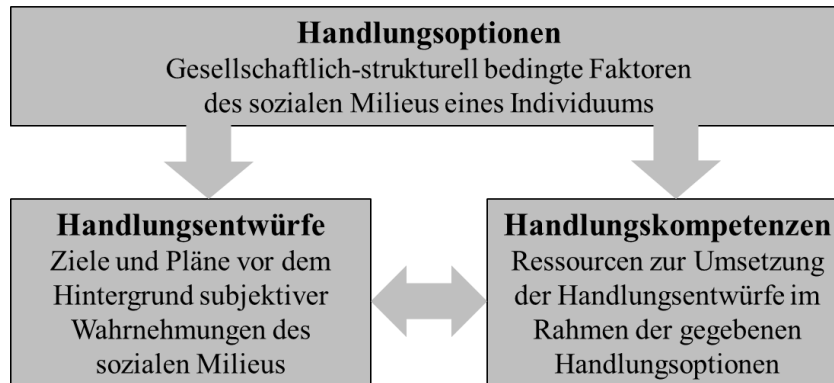 Handlungsoptionen
Gesellschaftlich-strukturell bedingte Faktoren
des sozialen Milieus eines Individuums
Handlungsentwürfe
Ziele und Pläne vor dem
Hintergrund subjektiver
Wahrnehmungen des
sozialen Milieus
Handlungskompetenzen
Ressourcen zur Umsetzung
der Handlungsentwürfe im
Rahmen der gegebenen
Handlungsoptionen